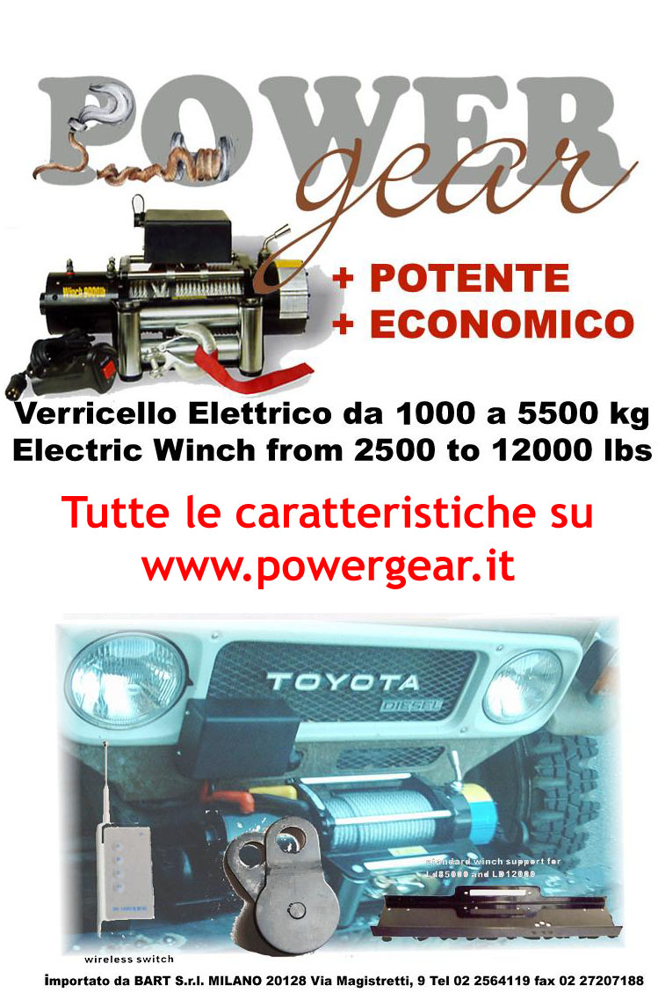 POWER
gear
Winch 9000lb
+ POTENTE
+ ECONOMICO
Verricello Elettrico da 1000 a 5500 kg
Electric Winch from 2500 to 12000 lbs
Tutte le caratteristiche su
www.powergear.it
TOYOTA
DIESEL
standard winch support for
Ld85000 and LD12000
wireless switch
importato da BART S.r.l. MILANO 20128 Via Magistretti, 9 Tel 02 2564119 fax 02 27207188